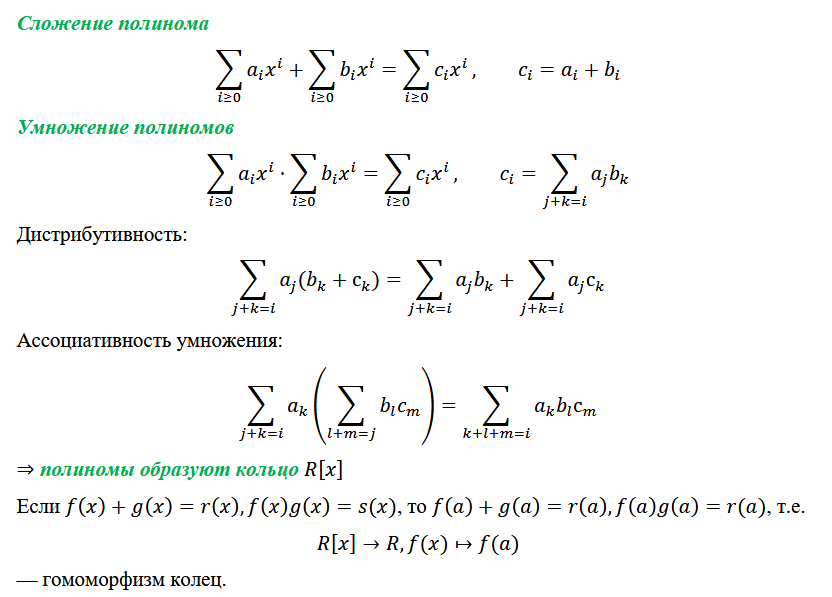 Сложение полинома
∑_{i≥0} a_i x^i + ∑_{i≥0} b_i x^i = ∑_{i≥0} c_i x^i , c_i = a_i + b_i
Умножение полиномов
∑_{i≥0} a_i x^i · ∑_{i≥0} b_i x^i = ∑_{i≥0} c_i x^i , c_i = ∑_{j+k=i} a_j b_k
Дистрибутивность:
∑_{j+k=i} a_j (b_k + c_k) = ∑_{j+k=i} a_j b_k + ∑_{j+k=i} a_j c_k
Ассоциативность умножения:
∑_{j+k=i} a_k (∑_{l+m=j} b_l c_m) = ∑_{k+l+m=i} a_k b_l c_m
⇒ полиномы образуют кольцо R[x]
Если f(x) + g(x) = r(x), f(x)g(x) = s(x), то f(a) + g(a) = r(a), f(a)g(a) = r(a), т.е.
R[x] → R, f(x) ↦ f(a)
— гомоморфизм колец.